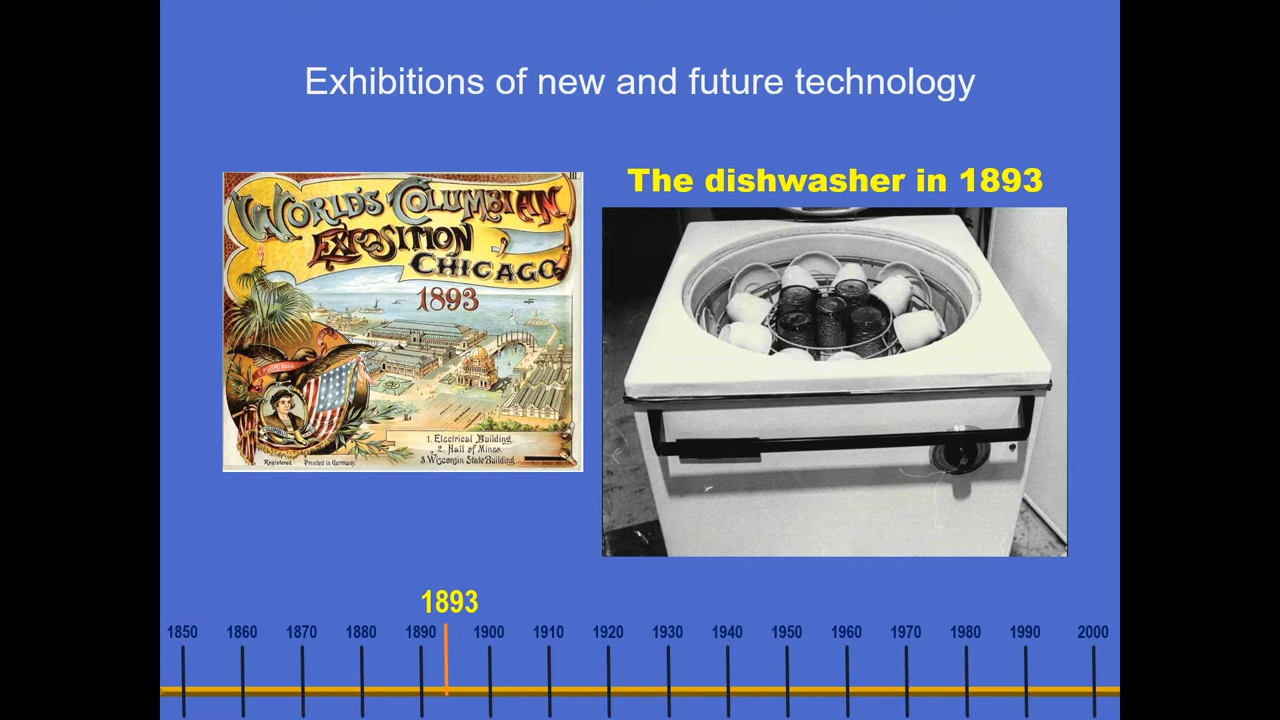 Exhibitions of new and future technology
The dishwasher in 1893
WORLD'S COLUMBIAN
EXPOSITION
CHICAGO
1893
1. Electrical Building.
2. Hall of Mines.
3. Wisconsin State Building.
Registered. Printed in Germany.
1893
1850 1860 1870 1880 1890 1900 1910 1920 1930 1940 1950 1960 1970 1980 1990 2000